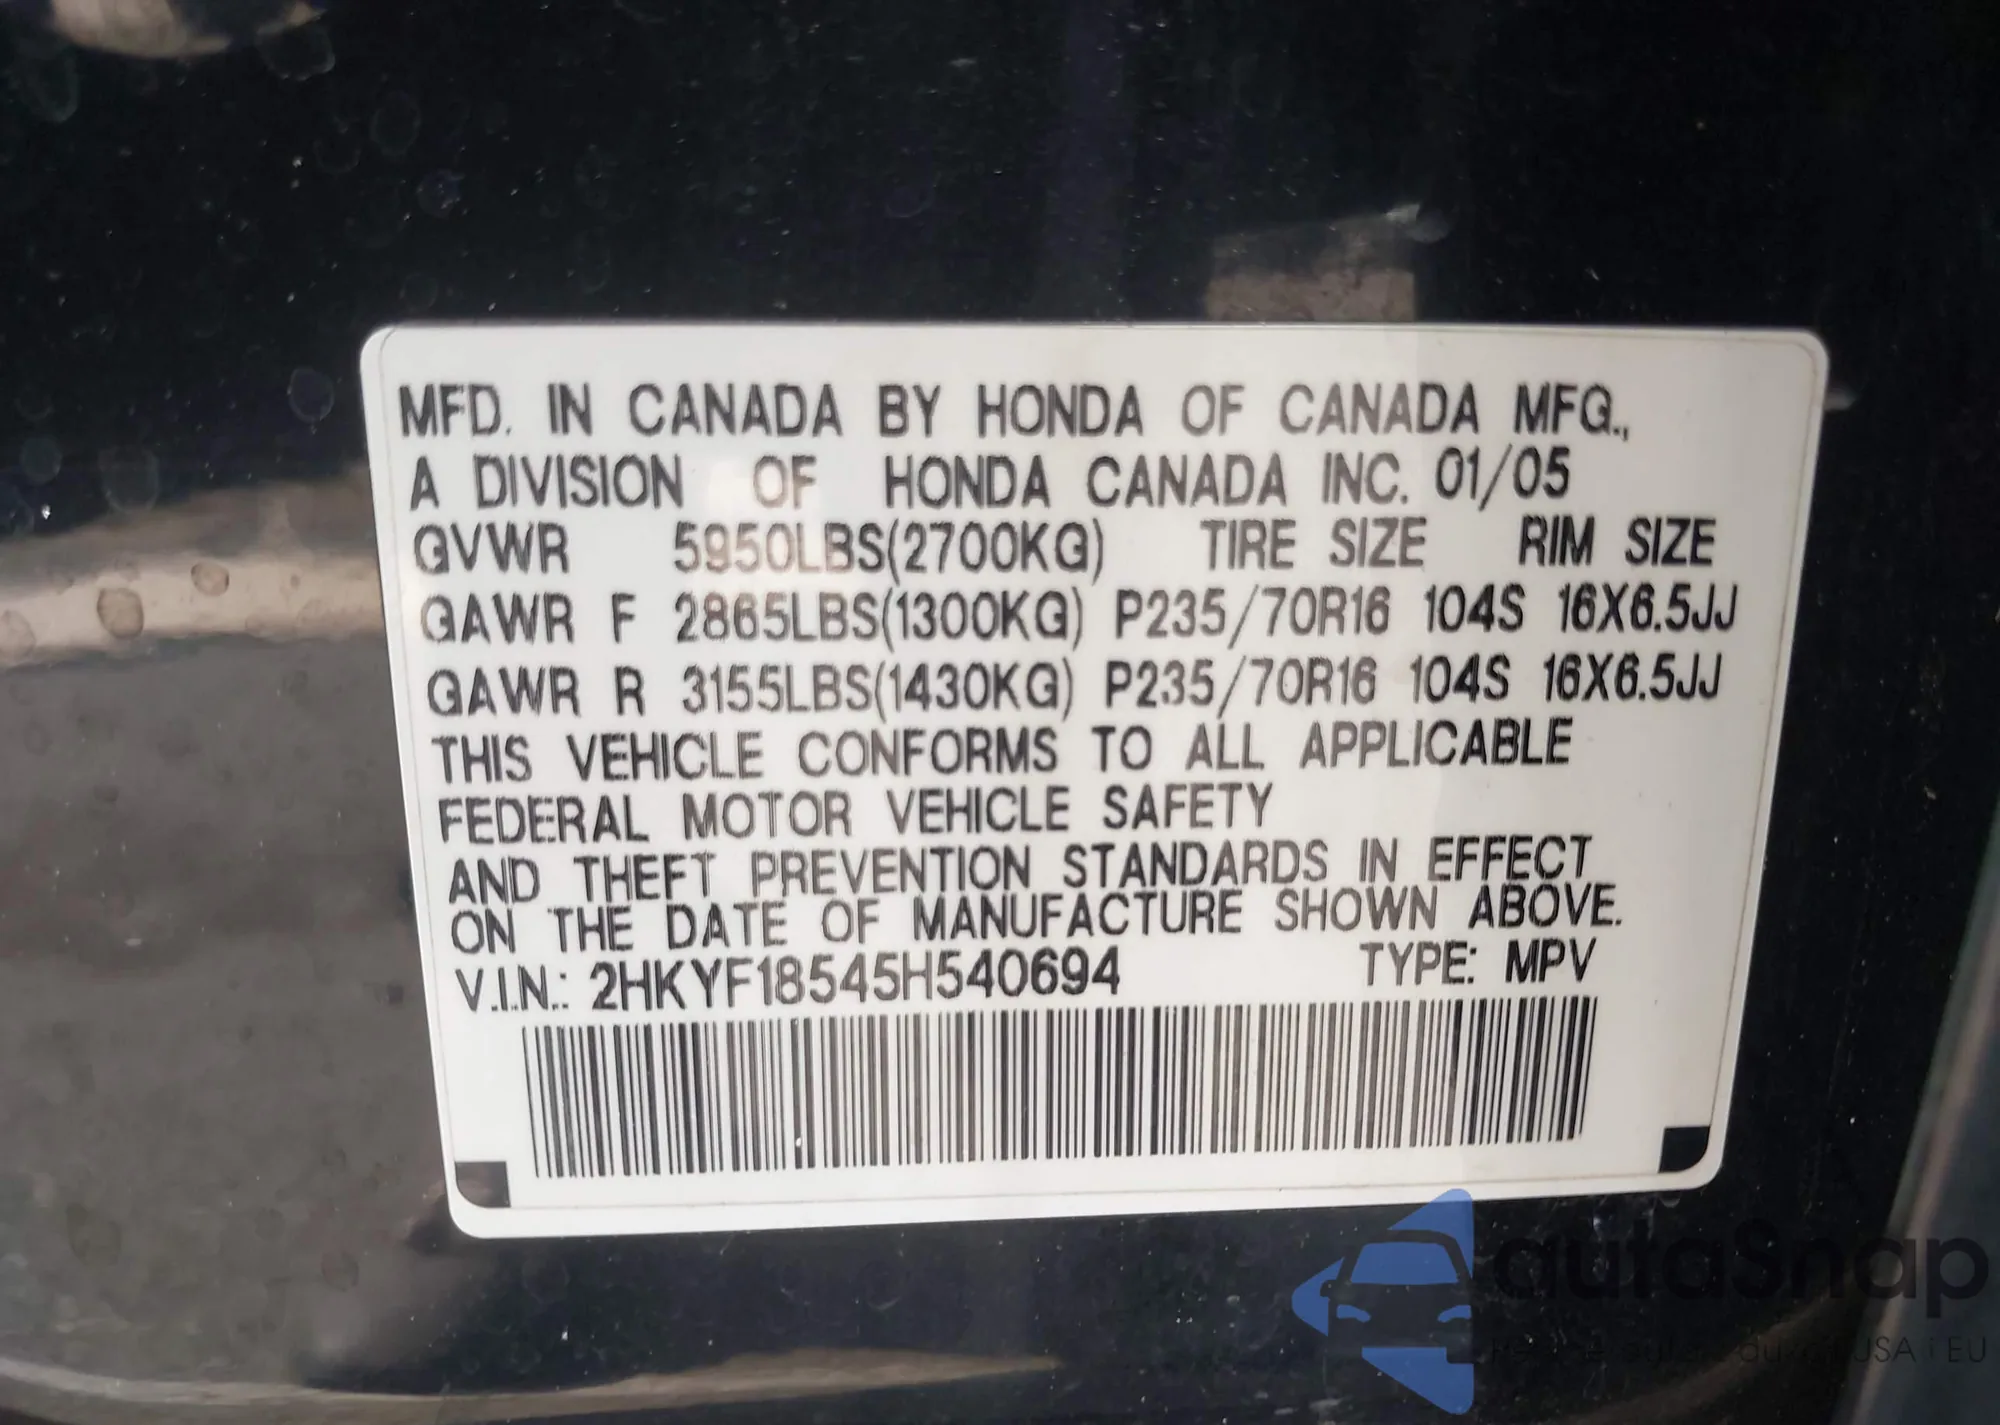 MFD. IN CANADA BY HONDA OF CANADA MFG.,
A DIVISION OF HONDA CANADA INC. 01/05
GVWR 5950LBS(2700KG) TIRE SIZE RIM SIZE
GAWR F 2865LBS(1300KG) P235/70R16 104S 16X6.5JJ
GAWR R 3155LBS(1430KG) P235/70R16 104S 16X6.5JJ
THIS VEHICLE CONFORMS TO ALL APPLICABLE
FEDERAL MOTOR VEHICLE SAFETY
AND THEFT PREVENTION STANDARDS IN EFFECT
ON THE DATE OF MANUFACTURE SHOWN ABOVE.
V.I.N.: 2HKYF18545H540694 TYPE: MPV
autaSnap
USA i EU